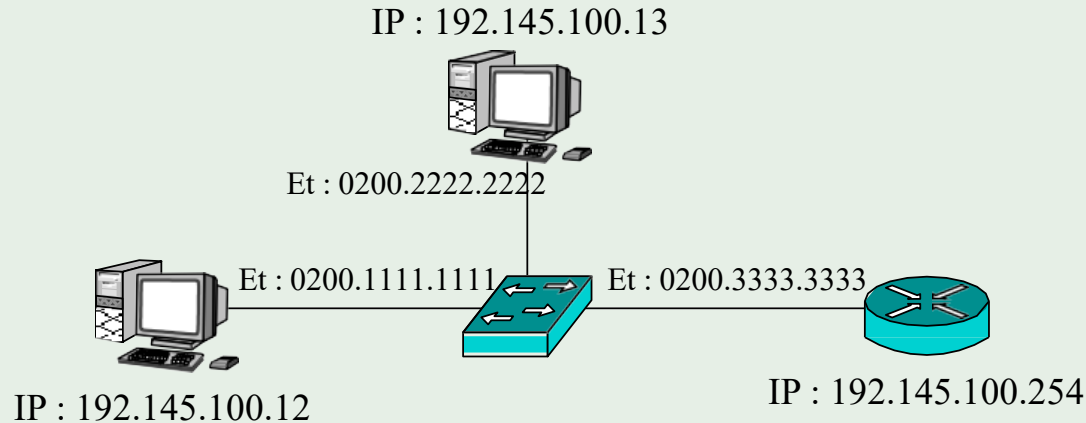 IP : 192.145.100.13
Et : 0200.2222.2222
Et : 0200.1111.1111
Et : 0200.3333.3333
IP : 192.145.100.12
IP : 192.145.100.254